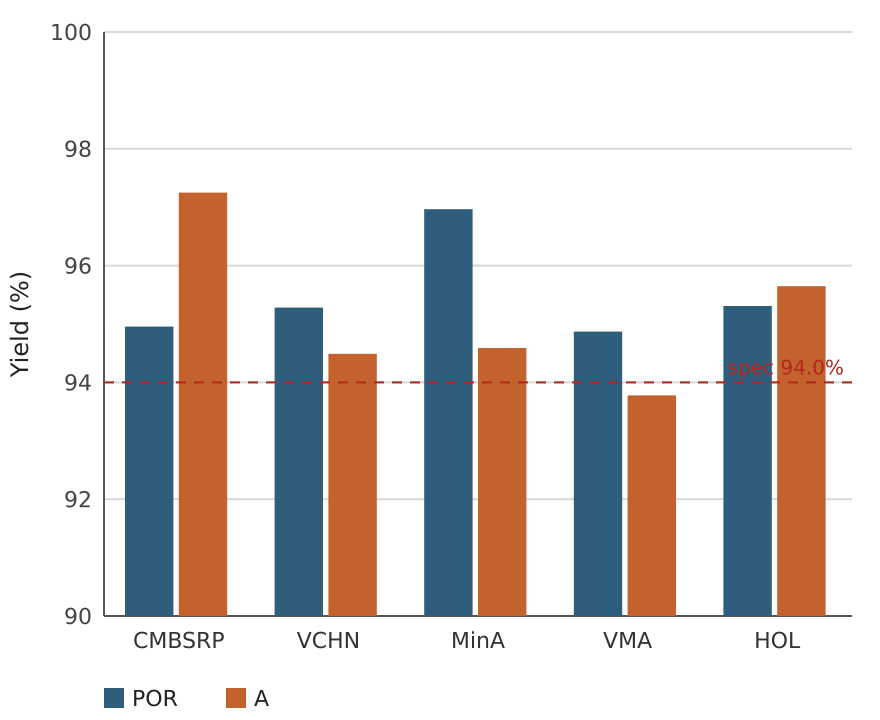 100
98
96
94
92
90
Yield (%)
spec 94.0%
CMBSRP VCHN MinA VMA HOL
POR A